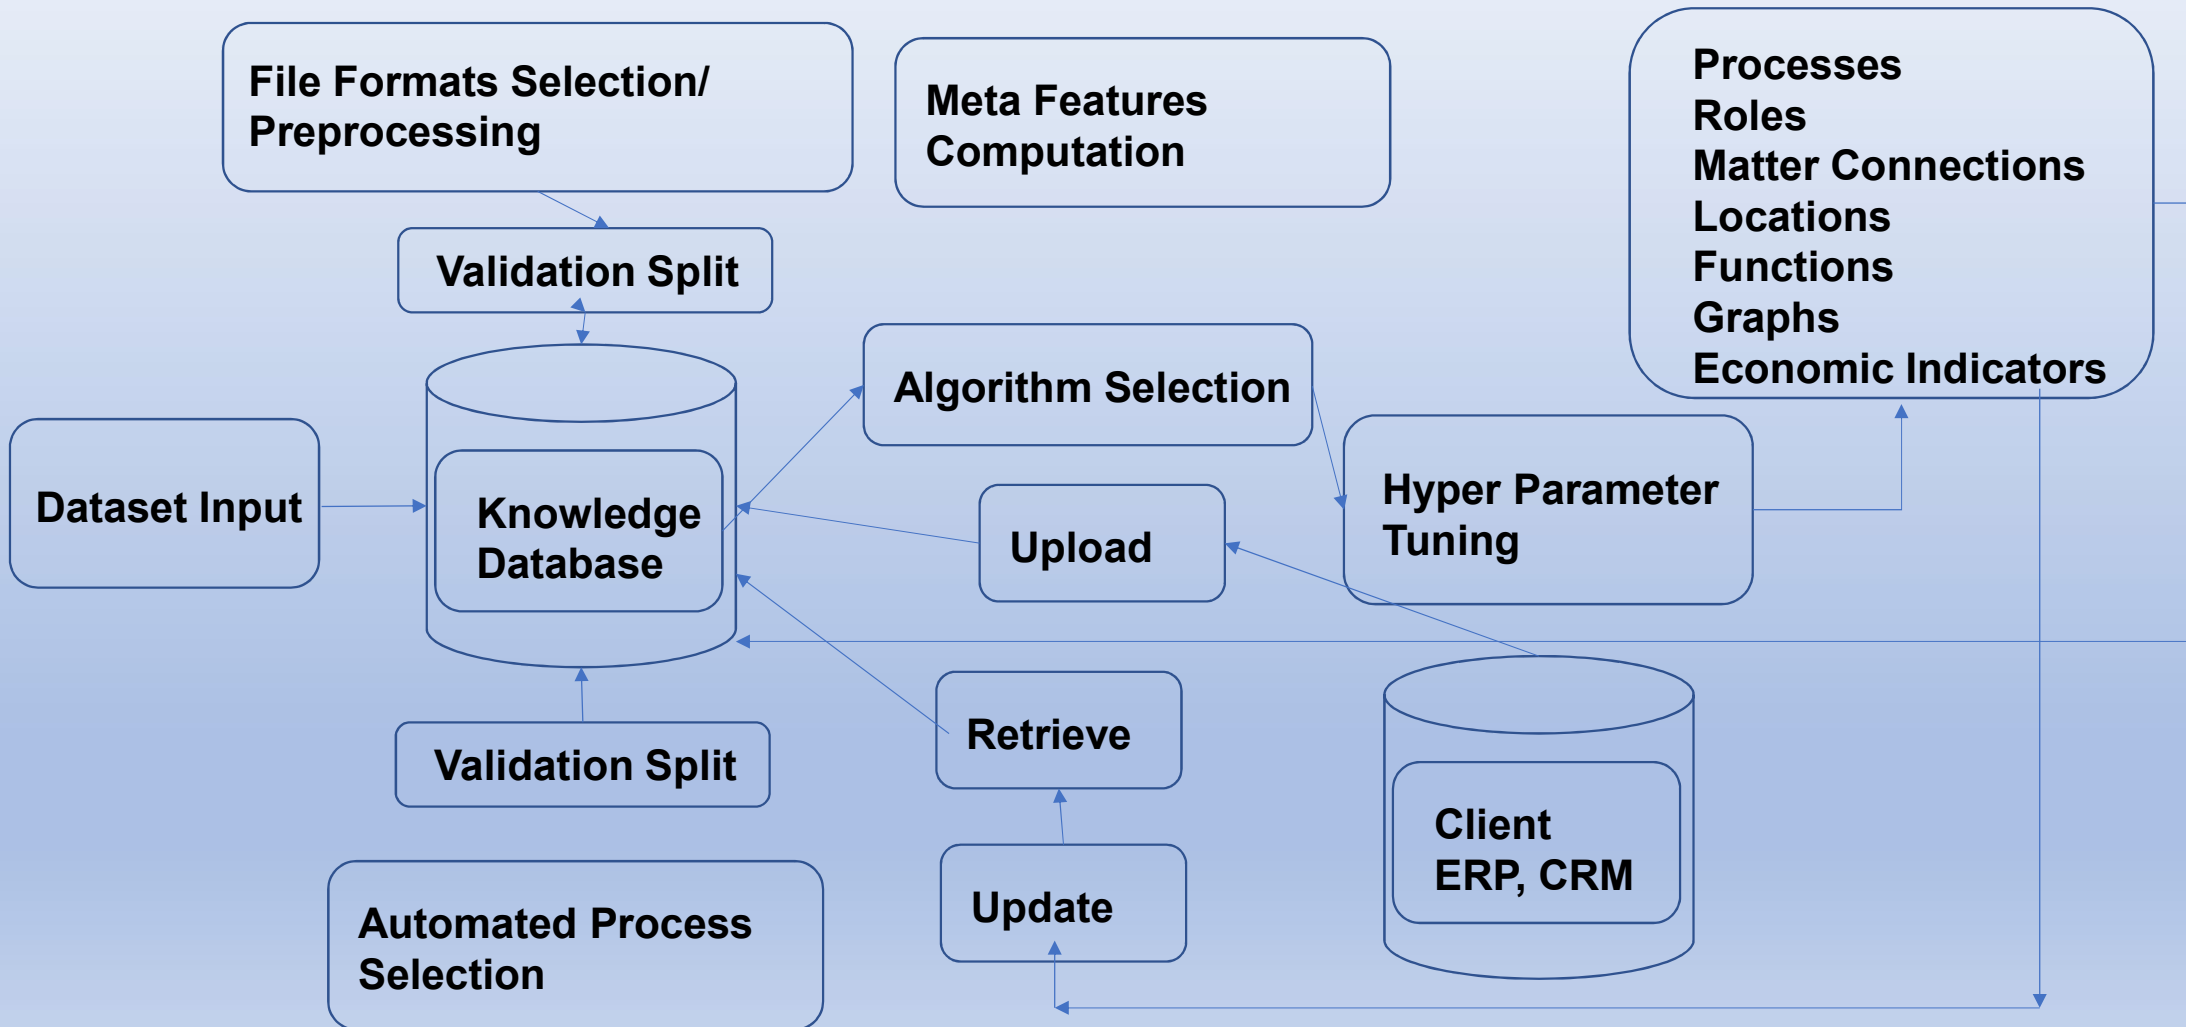 File Formats Selection/
Preprocessing
Meta Features
Computation
Processes
Roles
Matter Connections
Locations
Functions
Graphs
Economic Indicators
Validation Split
Algorithm Selection
Dataset Input
Knowledge
Database
Upload
Hyper Parameter
Tuning
Validation Split
Retrieve
Client
ERP, CRM
Update
Automated Process
Selection